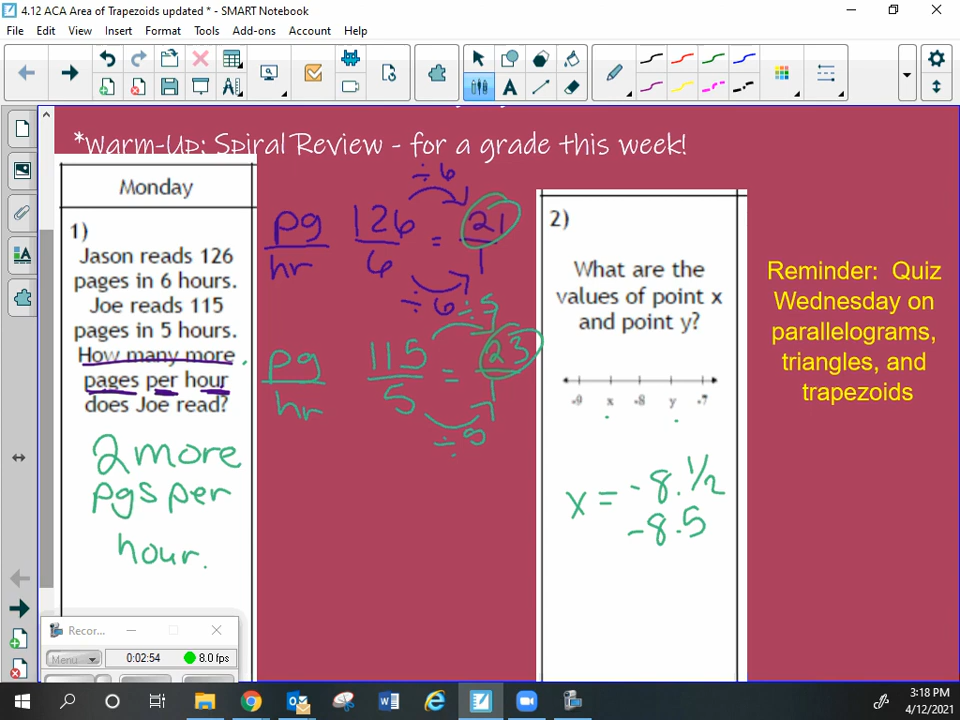 4.12 ACA Area of Trapezoids updated * - SMART Notebook
File Edit View Insert Format Tools Add-ons Account Help
*Warm-Up: Spiral Review - for a grade this week!
Monday
1)
Jason reads 126
pages in 6 hours.
Joe reads 115
pages in 5 hours.
How many more
pages per hour
does Joe read?
2 more
pgs per
hour.
÷6
pg 126 = 21
hr 6 1
÷6
÷5
pg 115 = 23
hr 5 1
÷5
2)
What are the
values of point x
and point y?
-9 x -8 y -7
x = -8.½
-8.5
Reminder: Quiz
Wednesday on
parallelograms,
triangles, and
trapezoids
Recor...
Menu 0:02:54 8.0 fps
3:18 PM
4/12/2021